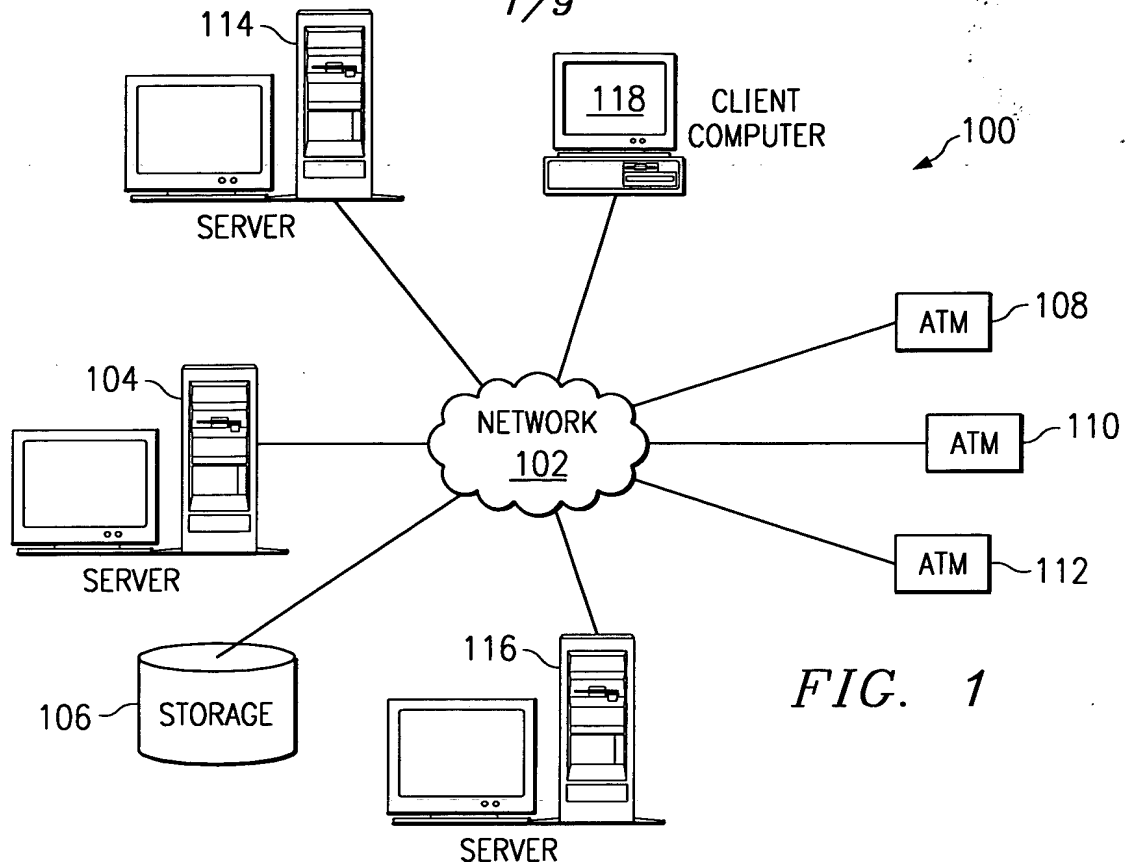 1/9
114
118
CLIENT
COMPUTER
100
SERVER
ATM
108
104
NETWORK
102
ATM
110
SERVER
ATM
112
116
FIG. 1
106
STORAGE
SERVER